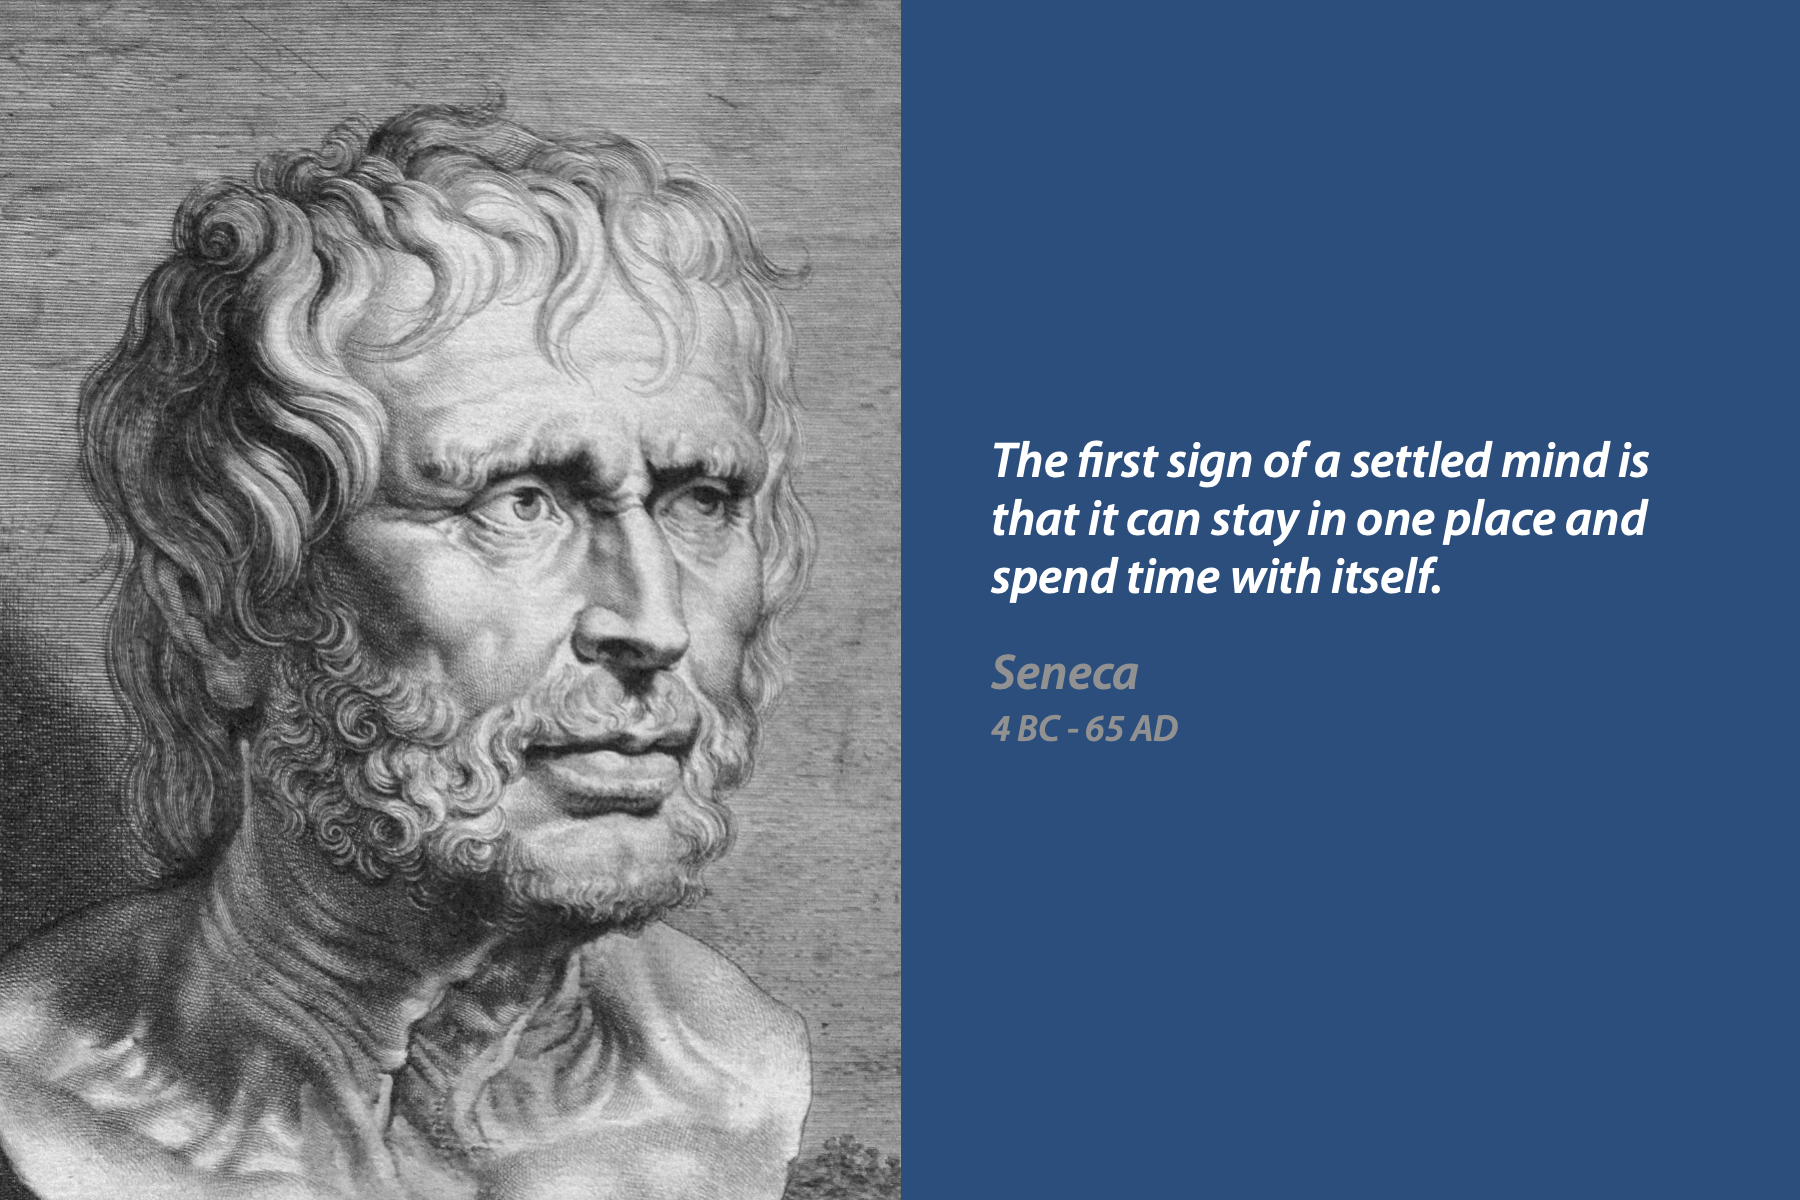 The first sign of a settled mind is
that it can stay in one place and
spend time with itself.
Seneca
4 BC - 65 AD